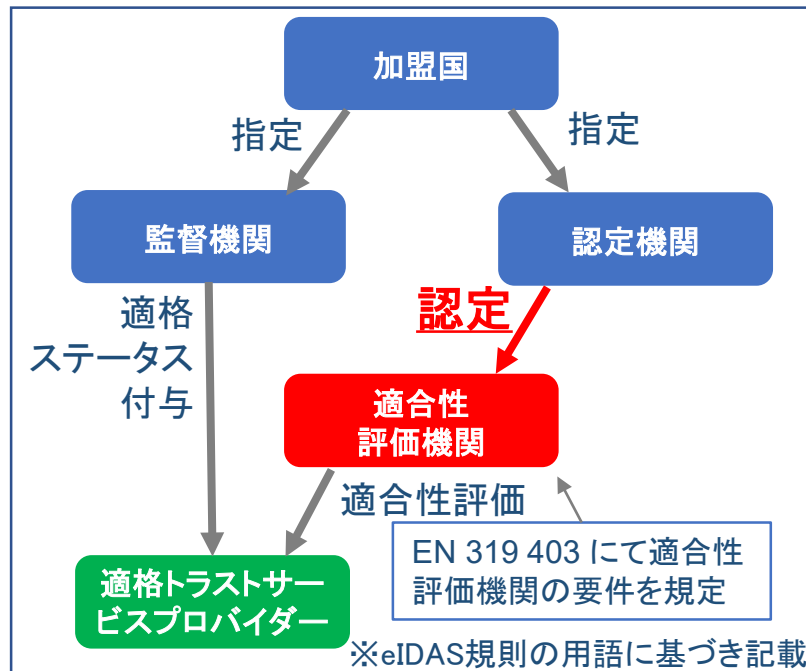 加盟国
指定
指定
監督機関
認定機関
適格
ステータス
付与
認定
適合性
評価機関
適合性評価
EN 319 403 にて適合性
評価機関の要件を規定
適格トラストサー
ビスプロバイダー
※eIDAS規則の用語に基づき記載